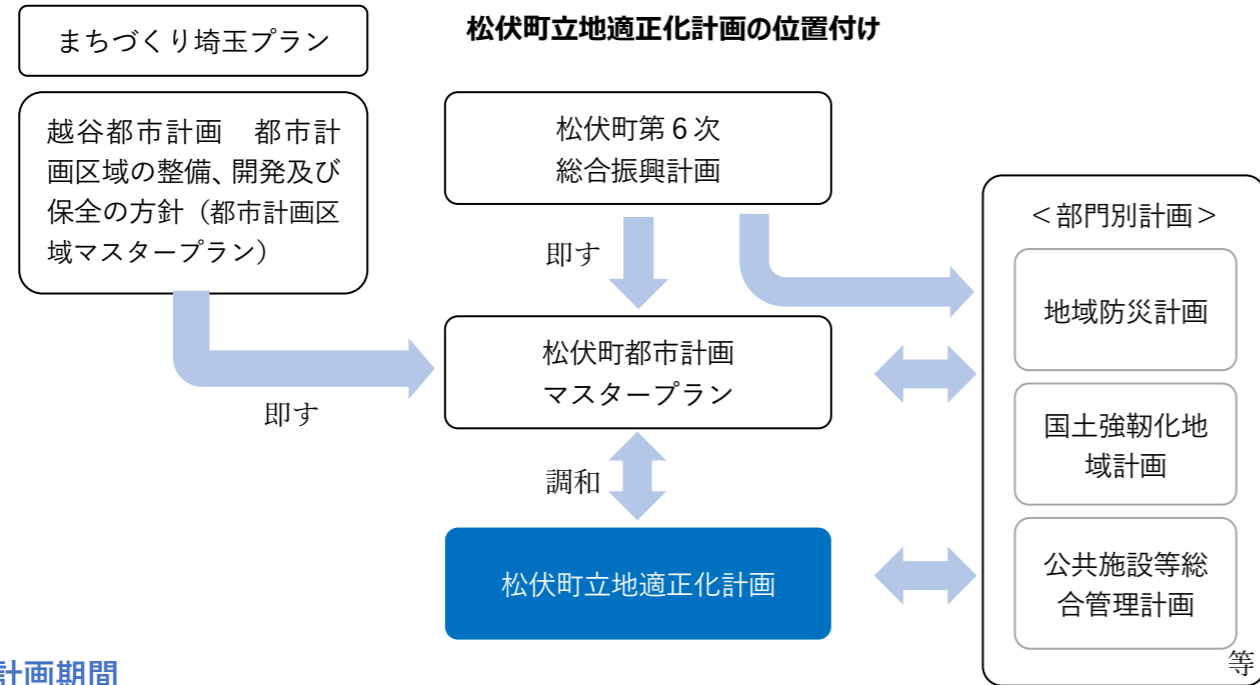 松伏町立地適正化計画の位置付け
まちづくり埼玉プラン
越谷都市計画　都市計
画区域の整備、開発及び
保全の方針（都市計画区
域マスタープラン）
松伏町第６次
総合振興計画
即す
即す
松伏町都市計画
マスタープラン
調和
松伏町立地適正化計画
＜部門別計画＞
地域防災計画
国土強靭化地
域計画
公共施設等総
合管理計画
等
計画期間